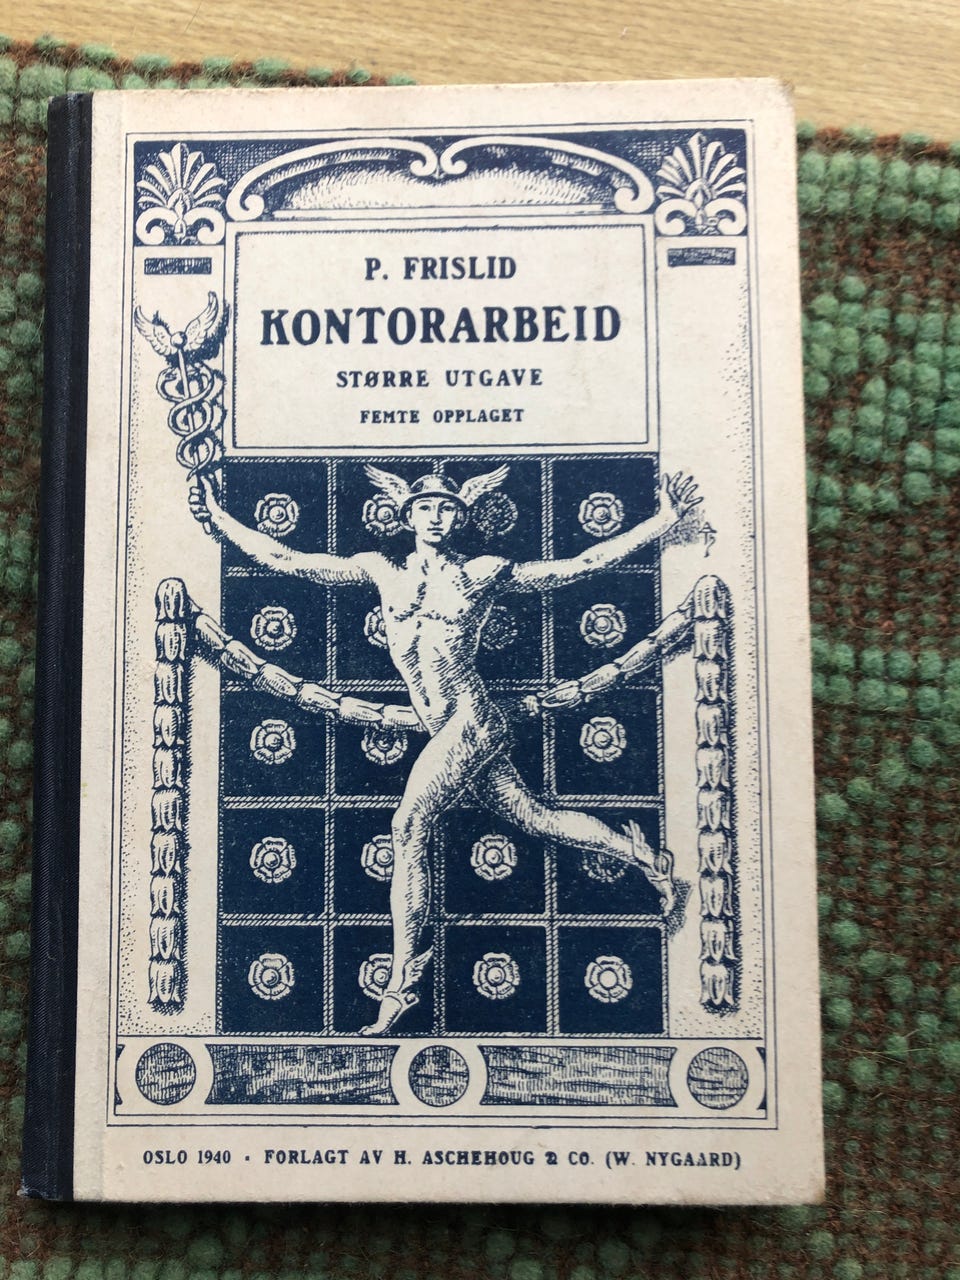 P. FRISLID
KONTORARBEID
STØRRE UTGAVE
FEMTE OPPLAGET
OSLO 1940 · FORLAGT AV H. ASCHEHOUG & CO. (W. NYGAARD)